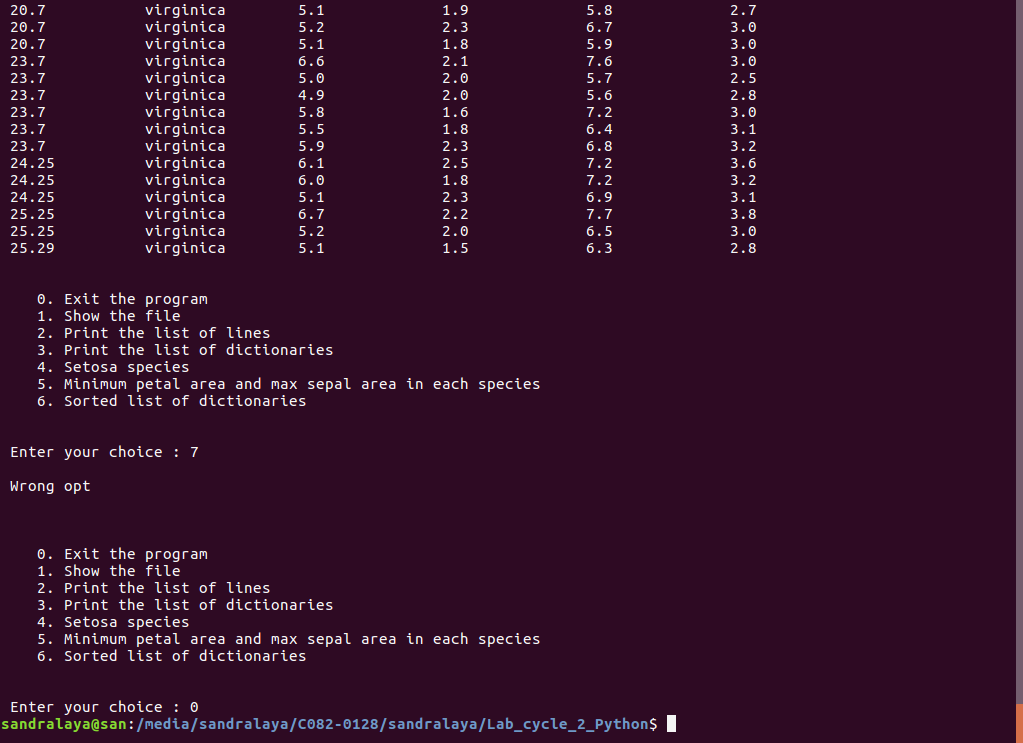 20.7 virginica 5.1 1.9 5.8 2.7
20.7 virginica 5.2 2.3 6.7 3.0
20.7 virginica 5.1 1.8 5.9 3.0
23.7 virginica 6.6 2.1 7.6 3.0
23.7 virginica 5.0 2.0 5.7 2.5
23.7 virginica 4.9 2.0 5.6 2.8
23.7 virginica 5.8 1.6 7.2 3.0
23.7 virginica 5.5 1.8 6.4 3.1
23.7 virginica 5.9 2.3 6.8 3.2
24.25 virginica 6.1 2.5 7.2 3.6
24.25 virginica 6.0 1.8 7.2 3.2
24.25 virginica 5.1 2.3 6.9 3.1
25.25 virginica 6.7 2.2 7.7 3.8
25.25 virginica 5.2 2.0 6.5 3.0
25.29 virginica 5.1 1.5 6.3 2.8
0. Exit the program
1. Show the file
2. Print the list of lines
3. Print the list of dictionaries
4. Setosa species
5. Minimum petal area and max sepal area in each species
6. Sorted list of dictionaries
Enter your choice : 7
Wrong opt
0. Exit the program
1. Show the file
2. Print the list of lines
3. Print the list of dictionaries
4. Setosa species
5. Minimum petal area and max sepal area in each species
6. Sorted list of dictionaries
Enter your choice : 0
sandralaya@san:/media/sandralaya/C082-0128/sandralaya/Lab_cycle_2_Python$